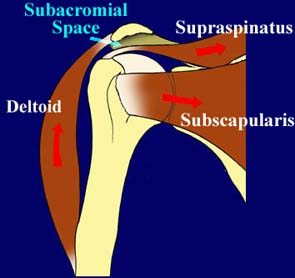 Subacromial
Space
Supraspinatus
Deltoid
Subscapularis